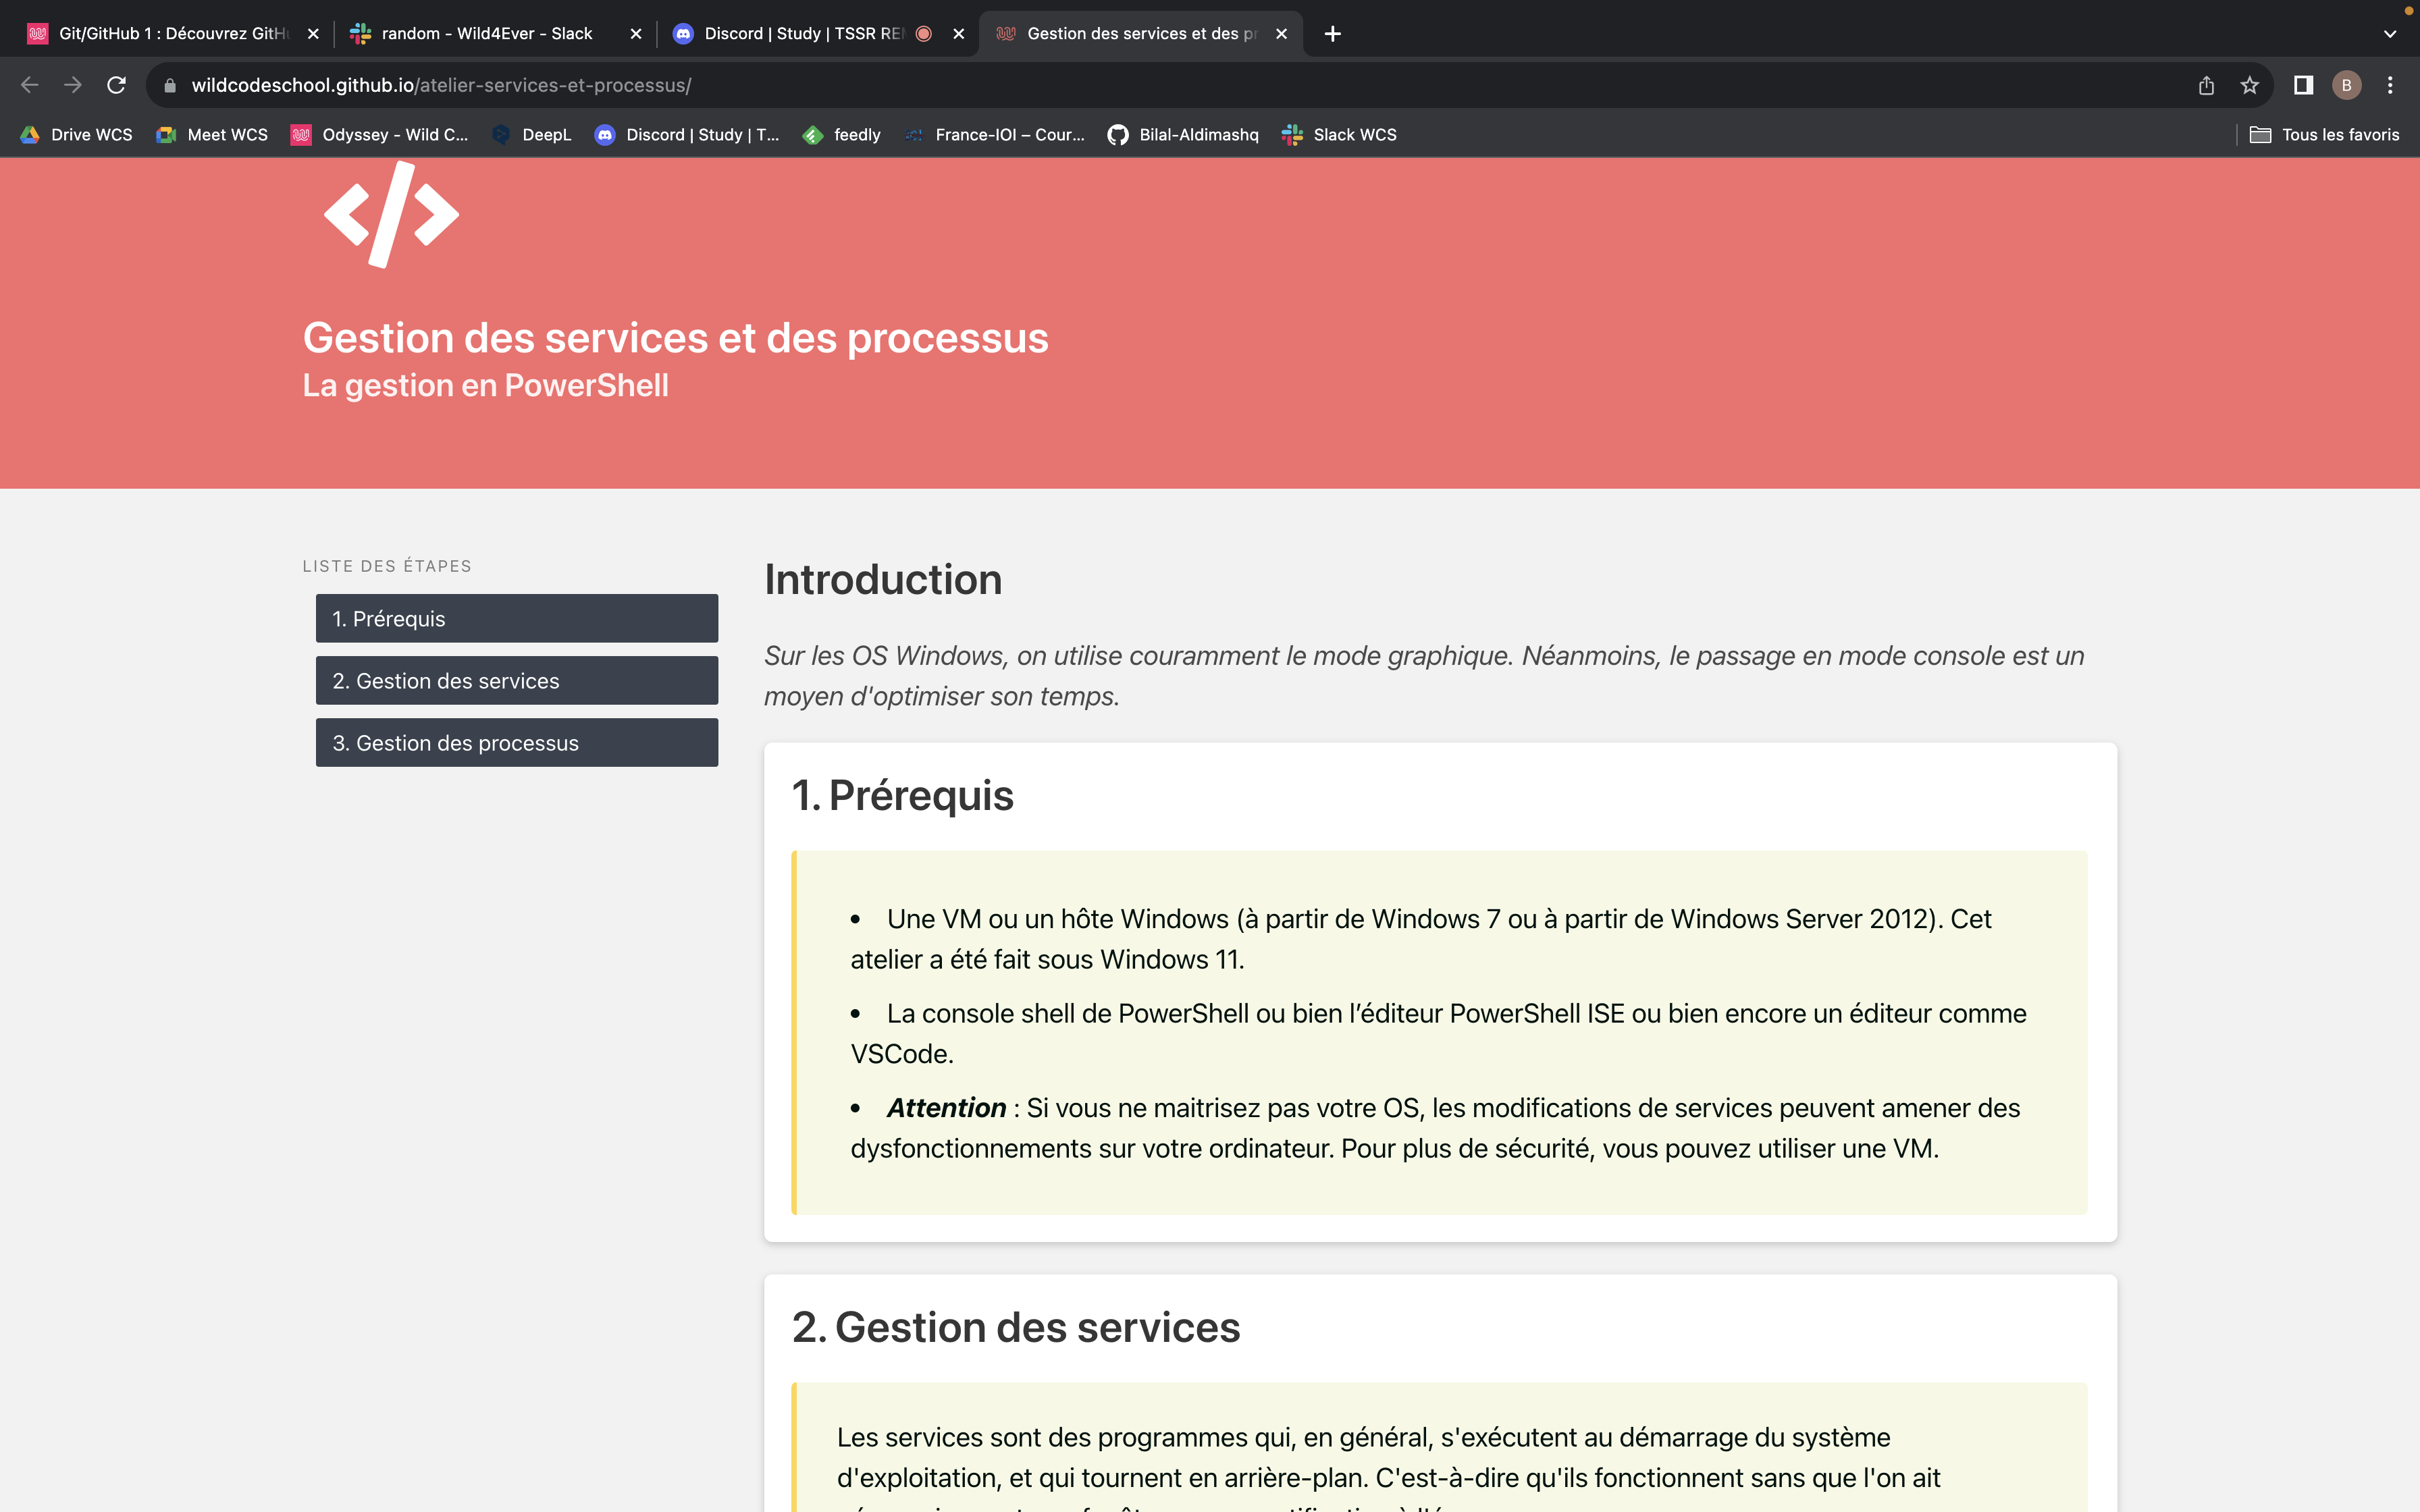 Git/GitHub 1 : Découvrez GitHu
random - Wild4Ever - Slack
Discord | Study | TSSR REM
Gestion des services et des pr
wildcodeschool.github.io/atelier-services-et-processus/
B
Drive WCS
Meet WCS
Odyssey - Wild C...
DeepL
Discord | Study | T...
feedly
France-IOI – Cour...
Bilal-Aldimashq
Slack WCS
Tous les favoris
</>
Gestion des services et des processus
La gestion en PowerShell
LISTE DES ÉTAPES
1. Prérequis
2. Gestion des services
3. Gestion des processus
Introduction
Sur les OS Windows, on utilise couramment le mode graphique. Néanmoins, le passage en mode console est un
moyen d'optimiser son temps.
1. Prérequis
• Une VM ou un hôte Windows (à partir de Windows 7 ou à partir de Windows Server 2012). Cet
atelier a été fait sous Windows 11.
• La console shell de PowerShell ou bien l’éditeur PowerShell ISE ou bien encore un éditeur comme
VSCode.
• Attention : Si vous ne maitrisez pas votre OS, les modifications de services peuvent amener des
dysfonctionnements sur votre ordinateur. Pour plus de sécurité, vous pouvez utiliser une VM.
2. Gestion des services
Les services sont des programmes qui, en général, s'exécutent au démarrage du système
d'exploitation, et qui tournent en arrière-plan. C'est-à-dire qu'ils fonctionnent sans que l'on ait